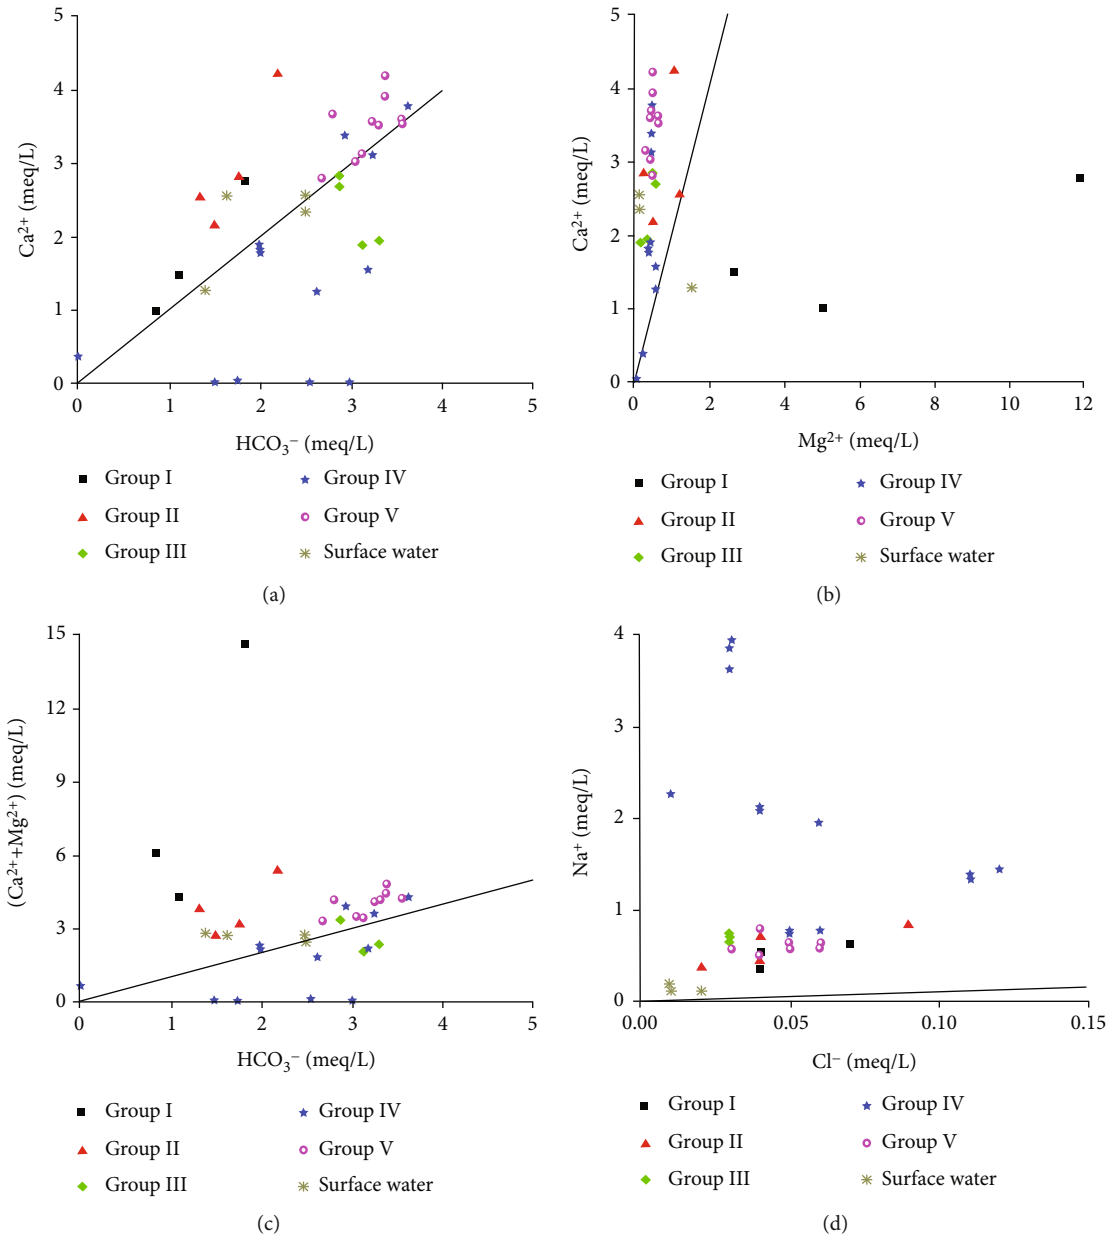 5
4
3
2
1
0
Ca²⁺ (meq/L)
0 1 2 3 4 5
HCO₃⁻ (meq/L)
Group I Group IV
Group II Group V
Group III Surface water
(a)
5
4
3
2
1
0
Ca²⁺ (meq/L)
0 2 4 6 8 10 12
Mg²⁺ (meq/L)
Group I Group IV
Group II Group V
Group III Surface water
(b)
15
12
9
6
3
0
(Ca²⁺+Mg²⁺) (meq/L)
0 1 2 3 4 5
HCO₃⁻ (meq/L)
Group I Group IV
Group II Group V
Group III Surface water
(c)
4
3
2
1
0
Na⁺ (meq/L)
0.00 0.05 0.10 0.15
Cl⁻ (meq/L)
Group I Group IV
Group II Group V
Group III Surface water
(d)